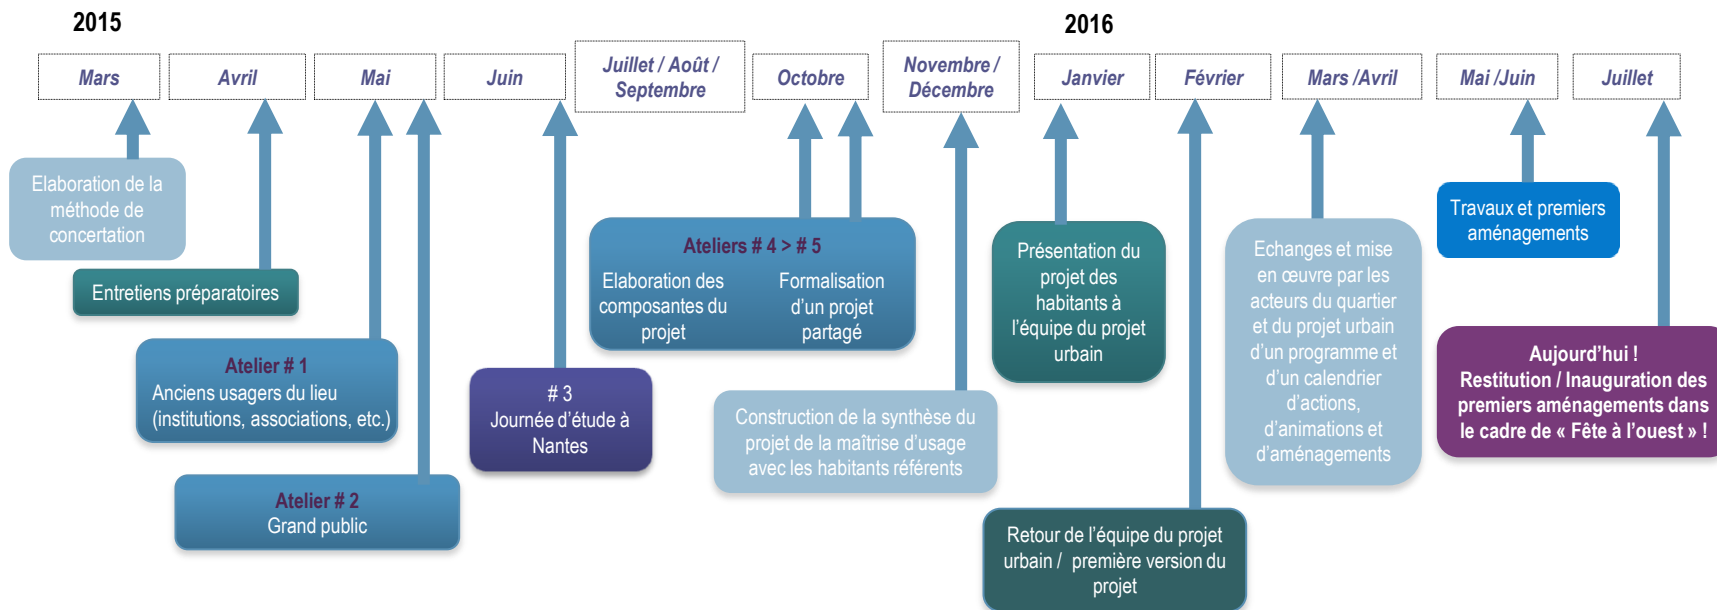 2015
2016
Mars
Avril
Mai
Juin
Juillet / Août /
Septembre
Octobre
Novembre /
Décembre
Janvier
Février
Mars /Avril
Mai /Juin
Juillet
Elaboration de la
méthode de
concertation
Entretiens préparatoires
Atelier # 1
Anciens usagers du lieu
(institutions, associations, etc.)
Atelier # 2
Grand public
# 3
Journée d’étude à
Nantes
Ateliers # 4 > # 5
Elaboration des
composantes du
projet
Formalisation
d’un projet
partagé
Construction de la synthèse du
projet de la maîtrise d’usage
avec les habitants référents
Présentation du
projet des
habitants à
l’équipe du projet
urbain
Retour de l’équipe du projet
urbain / première version du
projet
Echanges et mise
en œuvre par les
acteurs du quartier
et du projet urbain
d’un programme et
d’un calendrier
d’actions,
d’animations et
d’aménagements
Travaux et premiers
aménagements
Aujourd’hui !
Restitution / Inauguration des
premiers aménagements dans
le cadre de « Fête à l’ouest » !